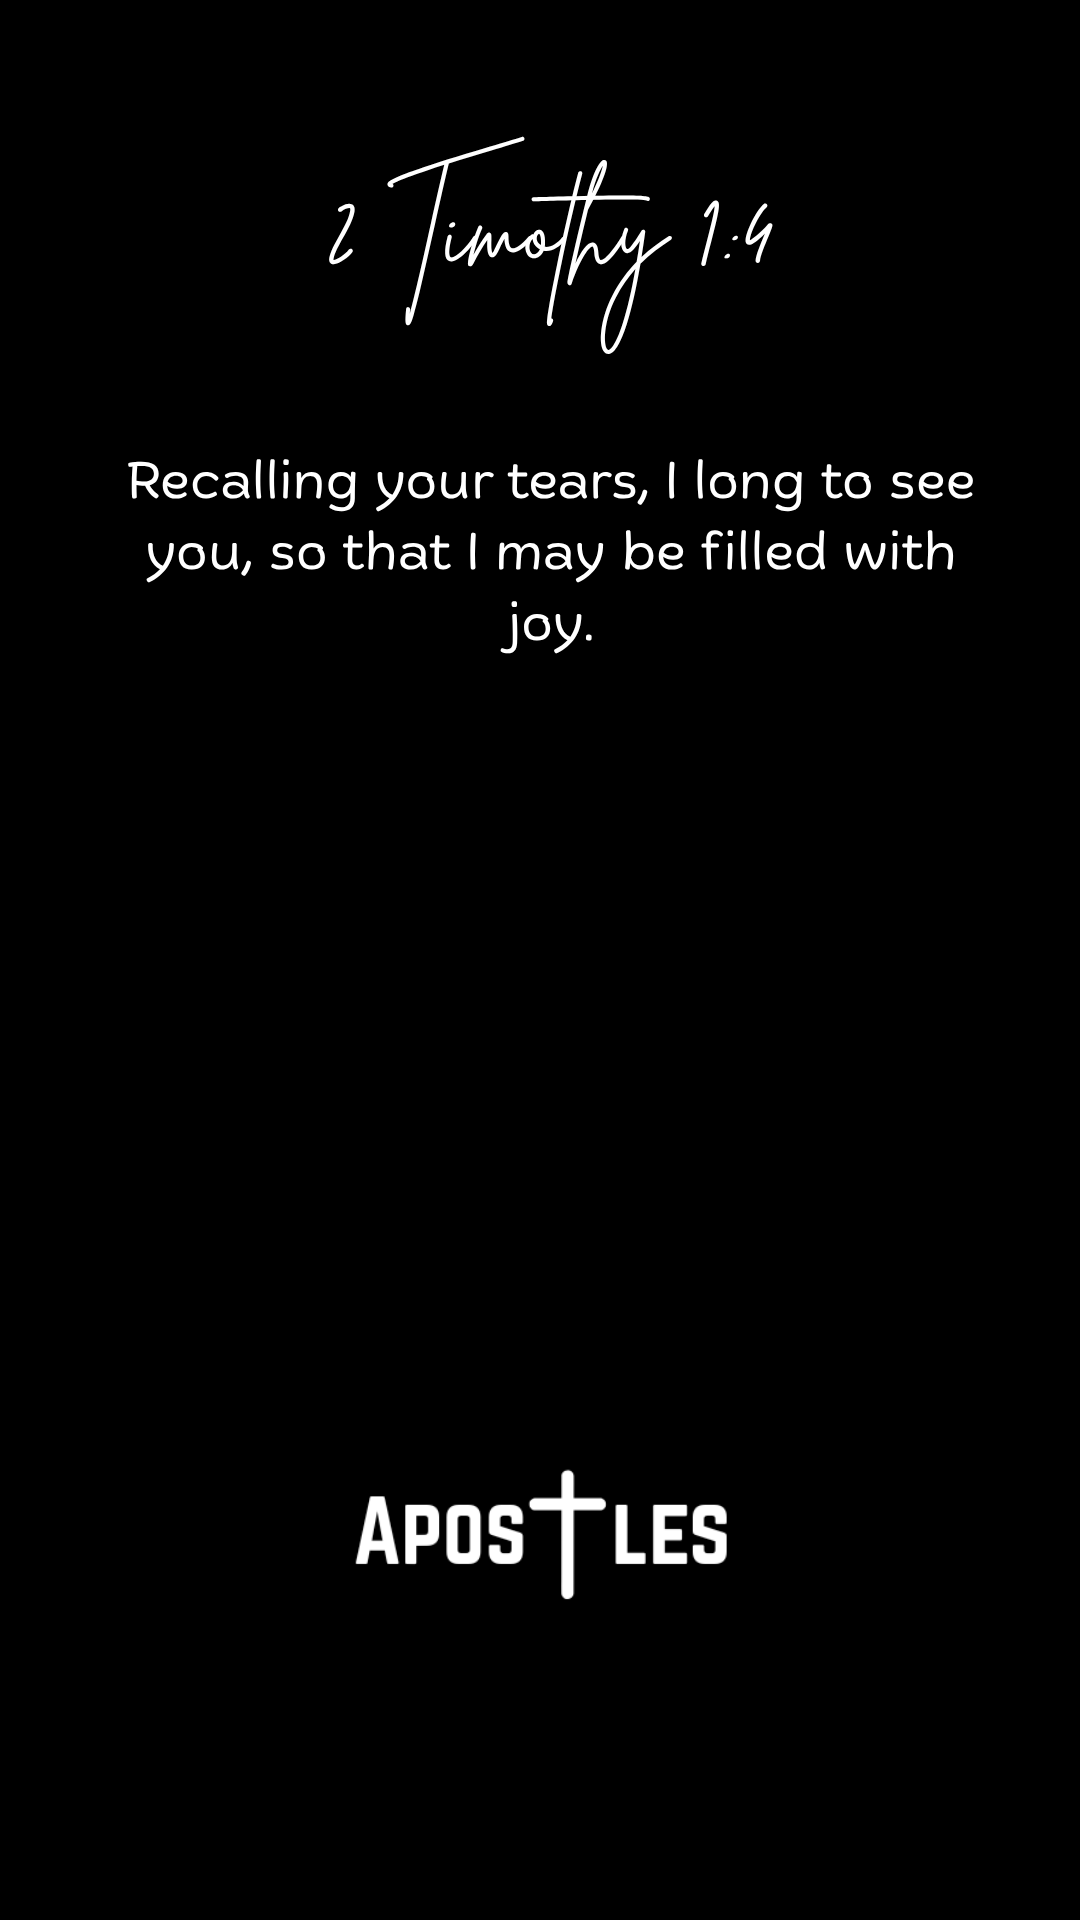 2 Timothy 1:4
Recalling your tears, I long to see
you, so that I may be filled with
joy.
Apostles